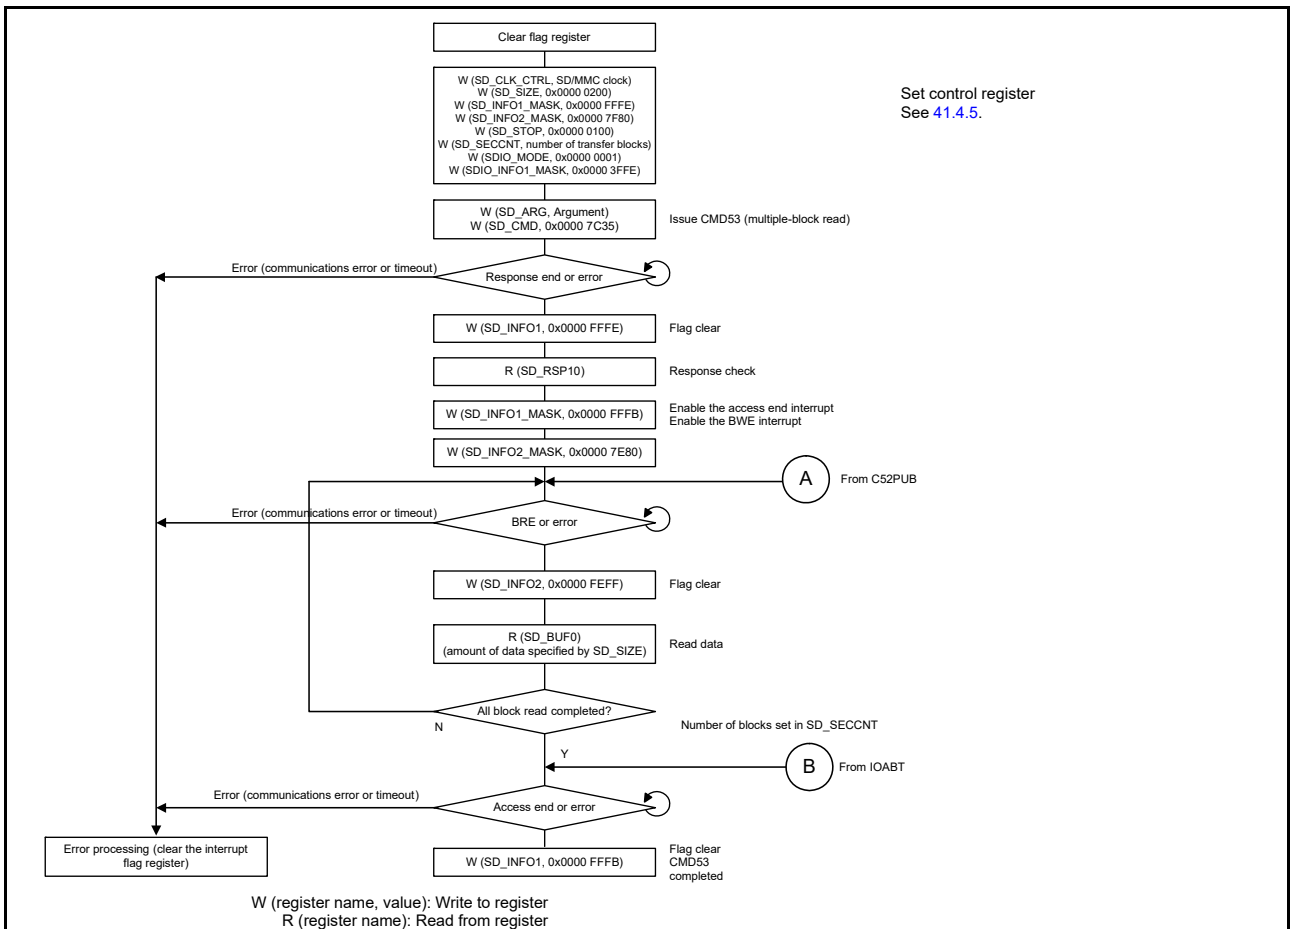 Clear flag register
W (SD_CLK_CTRL, SD/MMC clock)
W (SD_SIZE, 0x0000 0200)
W (SD_INFO1_MASK, 0x0000 FFFE)
W (SD_INFO2_MASK, 0x0000 7F80)
W (SD_STOP, 0x0000 0100)
W (SD_SECCNT, number of transfer blocks)
W (SDIO_MODE, 0x0000 0001)
W (SDIO_INFO1_MASK, 0x0000 3FFE)
Set control register
See 41.4.5.
W (SD_ARG, Argument)
W (SD_CMD, 0x0000 7C35)
Issue CMD53 (multiple-block read)
Error (communications error or timeout)
Response end or error
W (SD_INFO1, 0x0000 FFFE)
Flag clear
R (SD_RSP10)
Response check
W (SD_INFO1_MASK, 0x0000 FFFB)
Enable the access end interrupt
Enable the BWE interrupt
W (SD_INFO2_MASK, 0x0000 7E80)
A
From C52PUB
Error (communications error or timeout)
BRE or error
W (SD_INFO2, 0x0000 FEFF)
Flag clear
R (SD_BUF0)
(amount of data specified by SD_SIZE)
Read data
All block read completed?
N
Number of blocks set in SD_SECCNT
Y
B
From IOABT
Error (communications error or timeout)
Access end or error
Error processing (clear the interrupt
flag register)
W (SD_INFO1, 0x0000 FFFB)
Flag clear
CMD53
completed
W (register name, value): Write to register
R (register name): Read from register